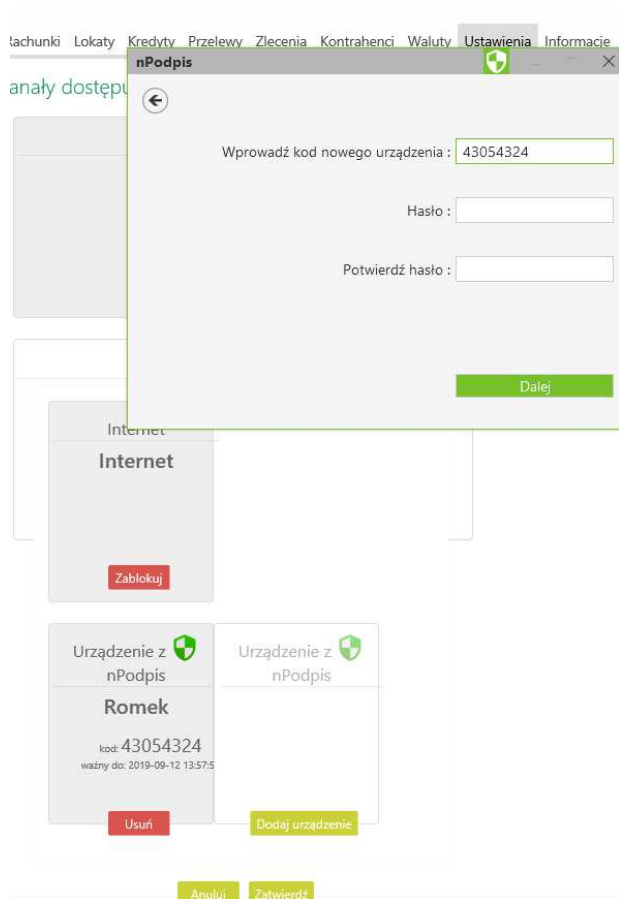 Rachunki Lokaty Kredyty Przelewy Zlecenia Kontrahenci Waluty Ustawienia Informacje
nPodpis
anały dostępu
Wprowadź kod nowego urządzenia : 43054324
Hasło :
Potwierdź hasło :
Dalej
Internet
Internet
Zablokuj
Urządzenie z nPodpis
Romek
kod: 43054324
ważny do: 2019-09-12 13:57:5
Usuń
Urządzenie z nPodpis
Dodaj urządzenie
Anuluj Zatwierdź